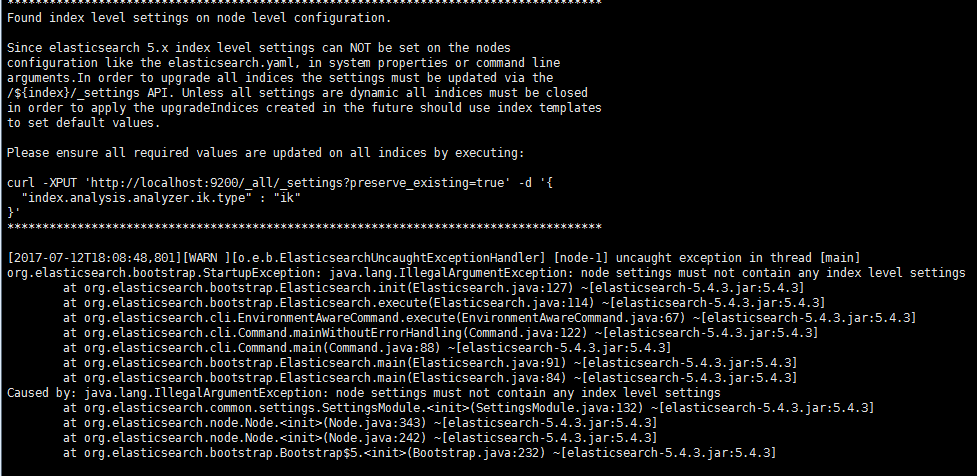 *************************************************************************************
Found index level settings on node level configuration.
Since elasticsearch 5.x index level settings can NOT be set on the nodes
configuration like the elasticsearch.yaml, in system properties or command line
arguments.In order to upgrade all indices the settings must be updated via the
/${index}/_settings API. Unless all settings are dynamic all indices must be closed
in order to apply the upgradeIndices created in the future should use index templates
to set default values.
Please ensure all required values are updated on all indices by executing:
curl -XPUT 'http://localhost:9200/_all/_settings?preserve_existing=true' -d '{
  "index.analysis.analyzer.ik.type" : "ik"
}'
*************************************************************************************
[2017-07-12T18:08:48,801][WARN ][o.e.b.ElasticsearchUncaughtExceptionHandler] [node-1] uncaught exception in thread [main]
org.elasticsearch.bootstrap.StartupException: java.lang.IllegalArgumentException: node settings must not contain any index level settings
        at org.elasticsearch.bootstrap.Elasticsearch.init(Elasticsearch.java:127) ~[elasticsearch-5.4.3.jar:5.4.3]
        at org.elasticsearch.bootstrap.Elasticsearch.execute(Elasticsearch.java:114) ~[elasticsearch-5.4.3.jar:5.4.3]
        at org.elasticsearch.cli.EnvironmentAwareCommand.execute(EnvironmentAwareCommand.java:67) ~[elasticsearch-5.4.3.jar:5.4.3]
        at org.elasticsearch.cli.Command.mainWithoutErrorHandling(Command.java:122) ~[elasticsearch-5.4.3.jar:5.4.3]
        at org.elasticsearch.cli.Command.main(Command.java:88) ~[elasticsearch-5.4.3.jar:5.4.3]
        at org.elasticsearch.bootstrap.Elasticsearch.main(Elasticsearch.java:91) ~[elasticsearch-5.4.3.jar:5.4.3]
        at org.elasticsearch.bootstrap.Elasticsearch.main(Elasticsearch.java:84) ~[elasticsearch-5.4.3.jar:5.4.3]
Caused by: java.lang.IllegalArgumentException: node settings must not contain any index level settings
        at org.elasticsearch.common.settings.SettingsModule.<init>(SettingsModule.java:132) ~[elasticsearch-5.4.3.jar:5.4.3]
        at org.elasticsearch.node.Node.<init>(Node.java:343) ~[elasticsearch-5.4.3.jar:5.4.3]
        at org.elasticsearch.node.Node.<init>(Node.java:242) ~[elasticsearch-5.4.3.jar:5.4.3]
        at org.elasticsearch.bootstrap.Bootstrap$5.<init>(Bootstrap.java:232) ~[elasticsearch-5.4.3.jar:5.4.3]